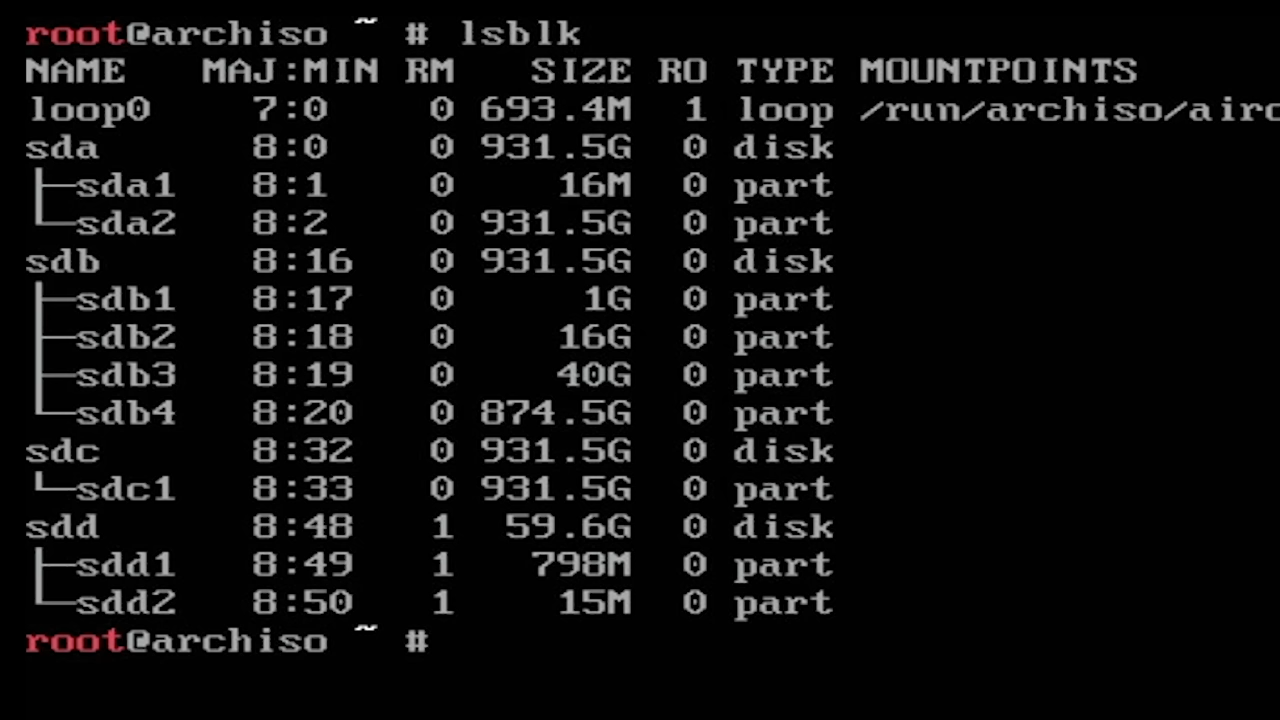 root@archiso ~ # lsblk
NAME   MAJ:MIN RM   SIZE RO TYPE MOUNTPOINTS
loop0    7:0    0 693.4M  1 loop /run/archiso/airo
sda      8:0    0 931.5G  0 disk
├─sda1   8:1    0    16M  0 part
└─sda2   8:2    0 931.5G  0 part
sdb      8:16   0 931.5G  0 disk
├─sdb1   8:17   0     1G  0 part
├─sdb2   8:18   0    16G  0 part
├─sdb3   8:19   0    40G  0 part
└─sdb4   8:20   0 874.5G  0 part
sdc      8:32   0 931.5G  0 disk
└─sdc1   8:33   0 931.5G  0 part
sdd      8:48   1  59.6G  0 disk
├─sdd1   8:49   1   798M  0 part
└─sdd2   8:50   1    15M  0 part
root@archiso ~ #